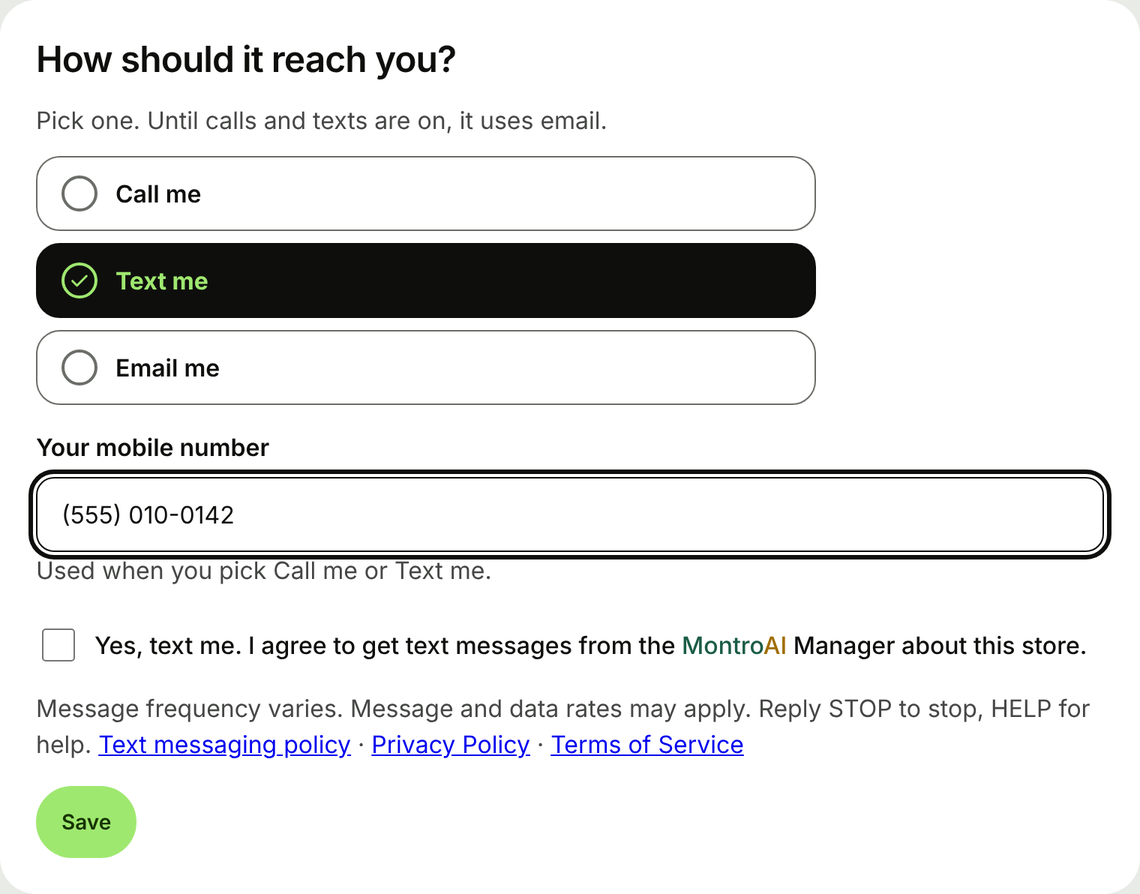 How should it reach you?
Pick one. Until calls and texts are on, it uses email.
Call me
Text me
Email me
Your mobile number
(555) 010-0142
Used when you pick Call me or Text me.
Yes, text me. I agree to get text messages from the MontroAI Manager about this store.
Message frequency varies. Message and data rates may apply. Reply STOP to stop, HELP for
help. Text messaging policy · Privacy Policy · Terms of Service
Save